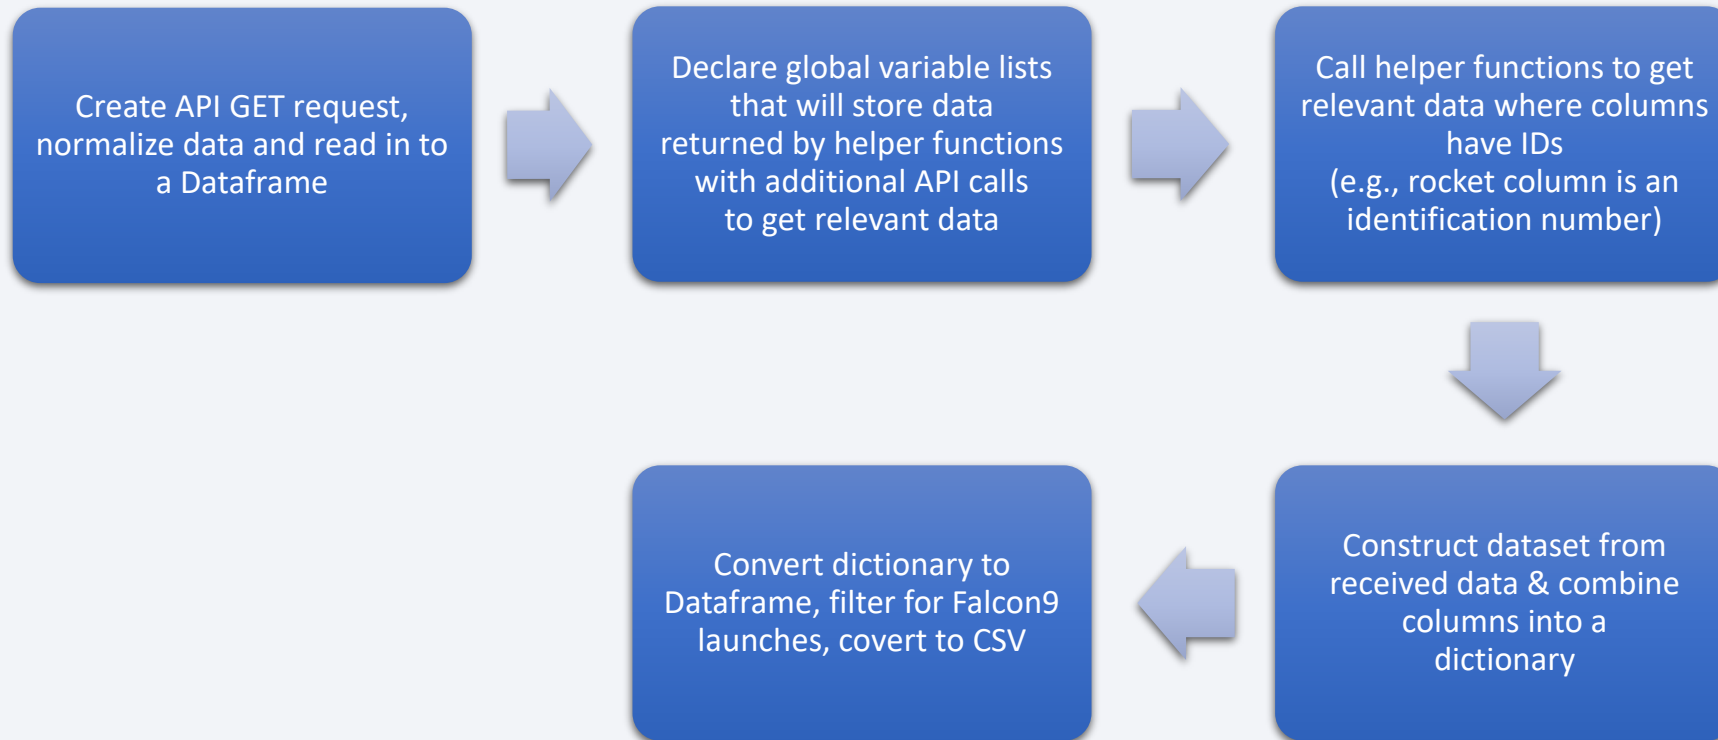 Create API GET request,
normalize data and read in to
a Dataframe
Declare global variable lists
that will store data
returned by helper functions
with additional API calls
to get relevant data
Call helper functions to get
relevant data where columns
have IDs
(e.g., rocket column is an
identification number)
Construct dataset from
received data & combine
columns into a
dictionary
Convert dictionary to
Dataframe, filter for Falcon9
launches, covert to CSV